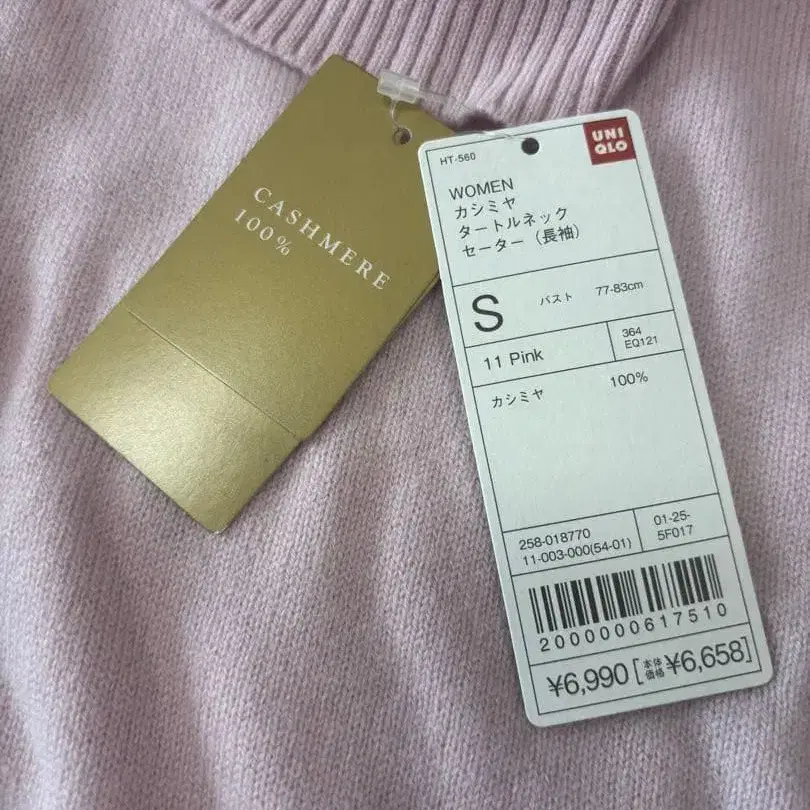 CASHMERE
100%
HT-560
UNI
QLO
WOMEN
カシミヤ
タートルネック
セーター（長袖）
S バスト 77-83cm
11 Pink
364
EQ121
カシミヤ 100%
258-018770
11-003-000(54-01)
01-25-
5F017
2000000617510
¥6,990[本体価格¥6,658]